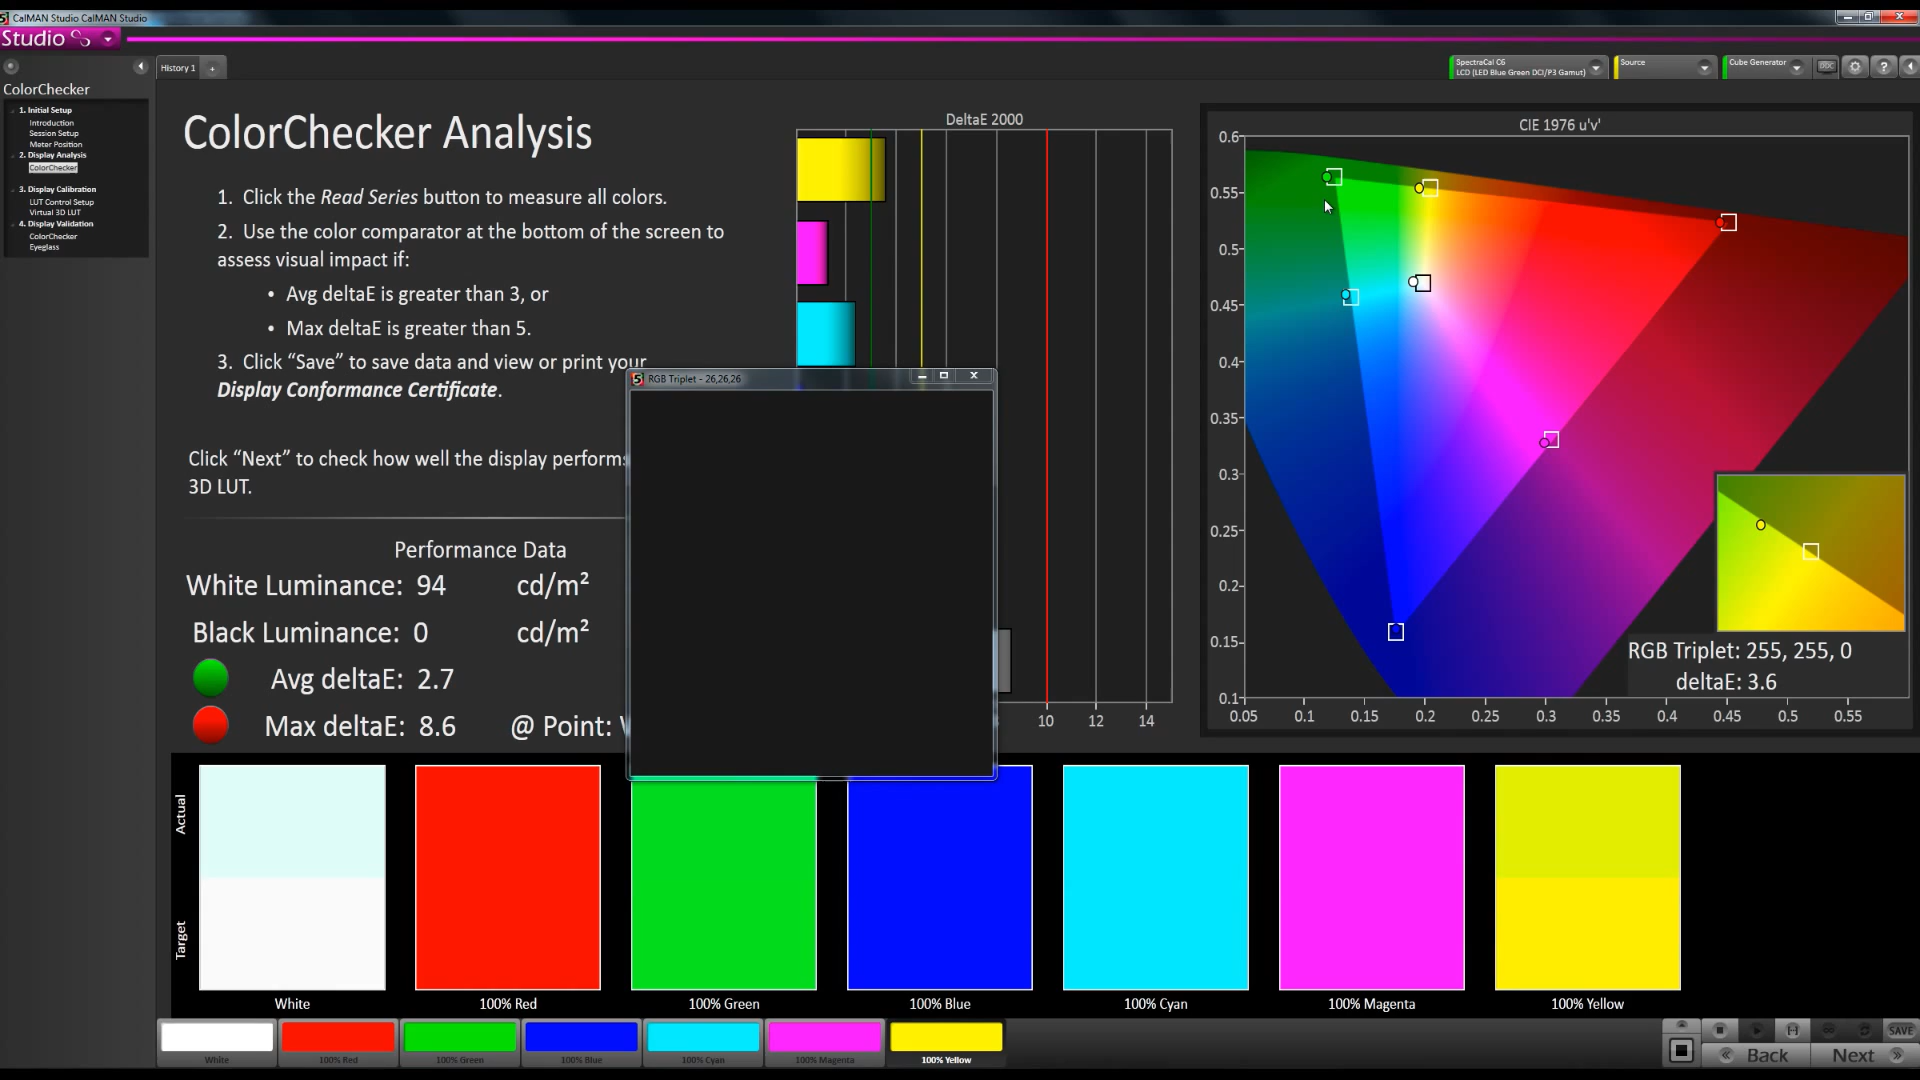 CalMAN Studio CalMAN Studio
Studio
ColorChecker
1. Initial Setup
Introduction
Session Setup
Meter Position
2. Display Analysis
ColorChecker
3. Display Calibration
LUT Control Setup
Virtual 3D LUT
4. Display Validation
ColorChecker
Eyeglass
History 1
+
SpectraCal C6
LCD (LED Blue Green DCI/P3 Gamut)
Source
Cube Generator
DDC
?
ColorChecker Analysis
1. Click the Read Series button to measure all colors.
2. Use the color comparator at the bottom of the screen to
assess visual impact if:
• Avg deltaE is greater than 3, or
• Max deltaE is greater than 5.
3. Click “Save” to save data and view or print your
Display Conformance Certificate.
Click “Next” to check how well the display performs
3D LUT.
Performance Data
White Luminance: 94 cd/m²
Black Luminance: 0 cd/m²
Avg deltaE: 2.7
Max deltaE: 8.6 @ Point:
DeltaE 2000
10 12 14
RGB Triplet - 26,26,26
CIE 1976 u'v'
0.6
0.55
0.5
0.45
0.4
0.35
0.3
0.25
0.2
0.15
0.1
0.05 0.1 0.15 0.2 0.25 0.3 0.35 0.4 0.45 0.5 0.55
RGB Triplet: 255, 255, 0
deltaE: 3.6
Actual
Target
White 100% Red 100% Green 100% Blue 100% Cyan 100% Magenta 100% Yellow
White 100% Red 100% Green 100% Blue 100% Cyan 100% Magenta 100% Yellow
SAVE
Back Next